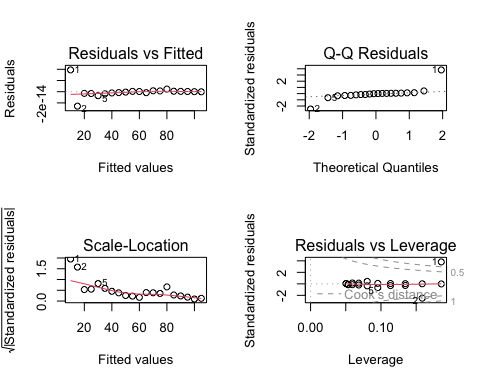 Residuals vs Fitted
Residuals
-2e-14
1
2
5
20 40 60 80
Fitted values
Q-Q Residuals
Standardized residuals
-2
2
1
5
2
-2 -1 0 1 2
Theoretical Quantiles
Scale-Location
√|Standardized residuals|
0.0
1.5
1
2
5
20 40 60 80
Fitted values
Residuals vs Leverage
Standardized residuals
-2
2
1
0.5
5
Cook's distance
2
1
0.00 0.10
Leverage